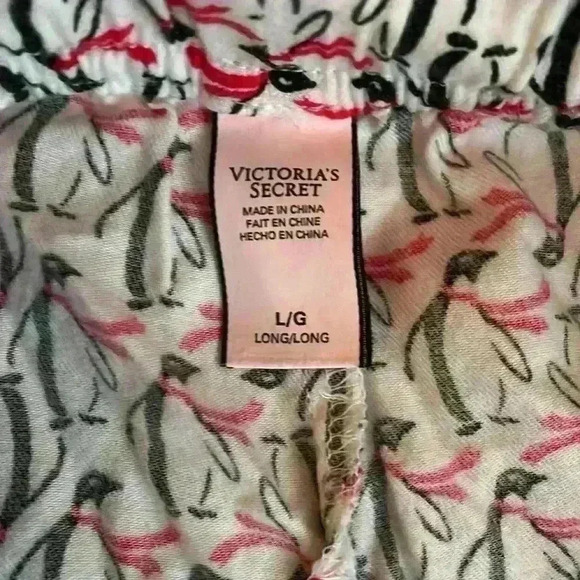 VICTORIA'S
SECRET
MADE IN CHINA
FAIT EN CHINE
HECHO EN CHINA
L/G
LONG/LONG